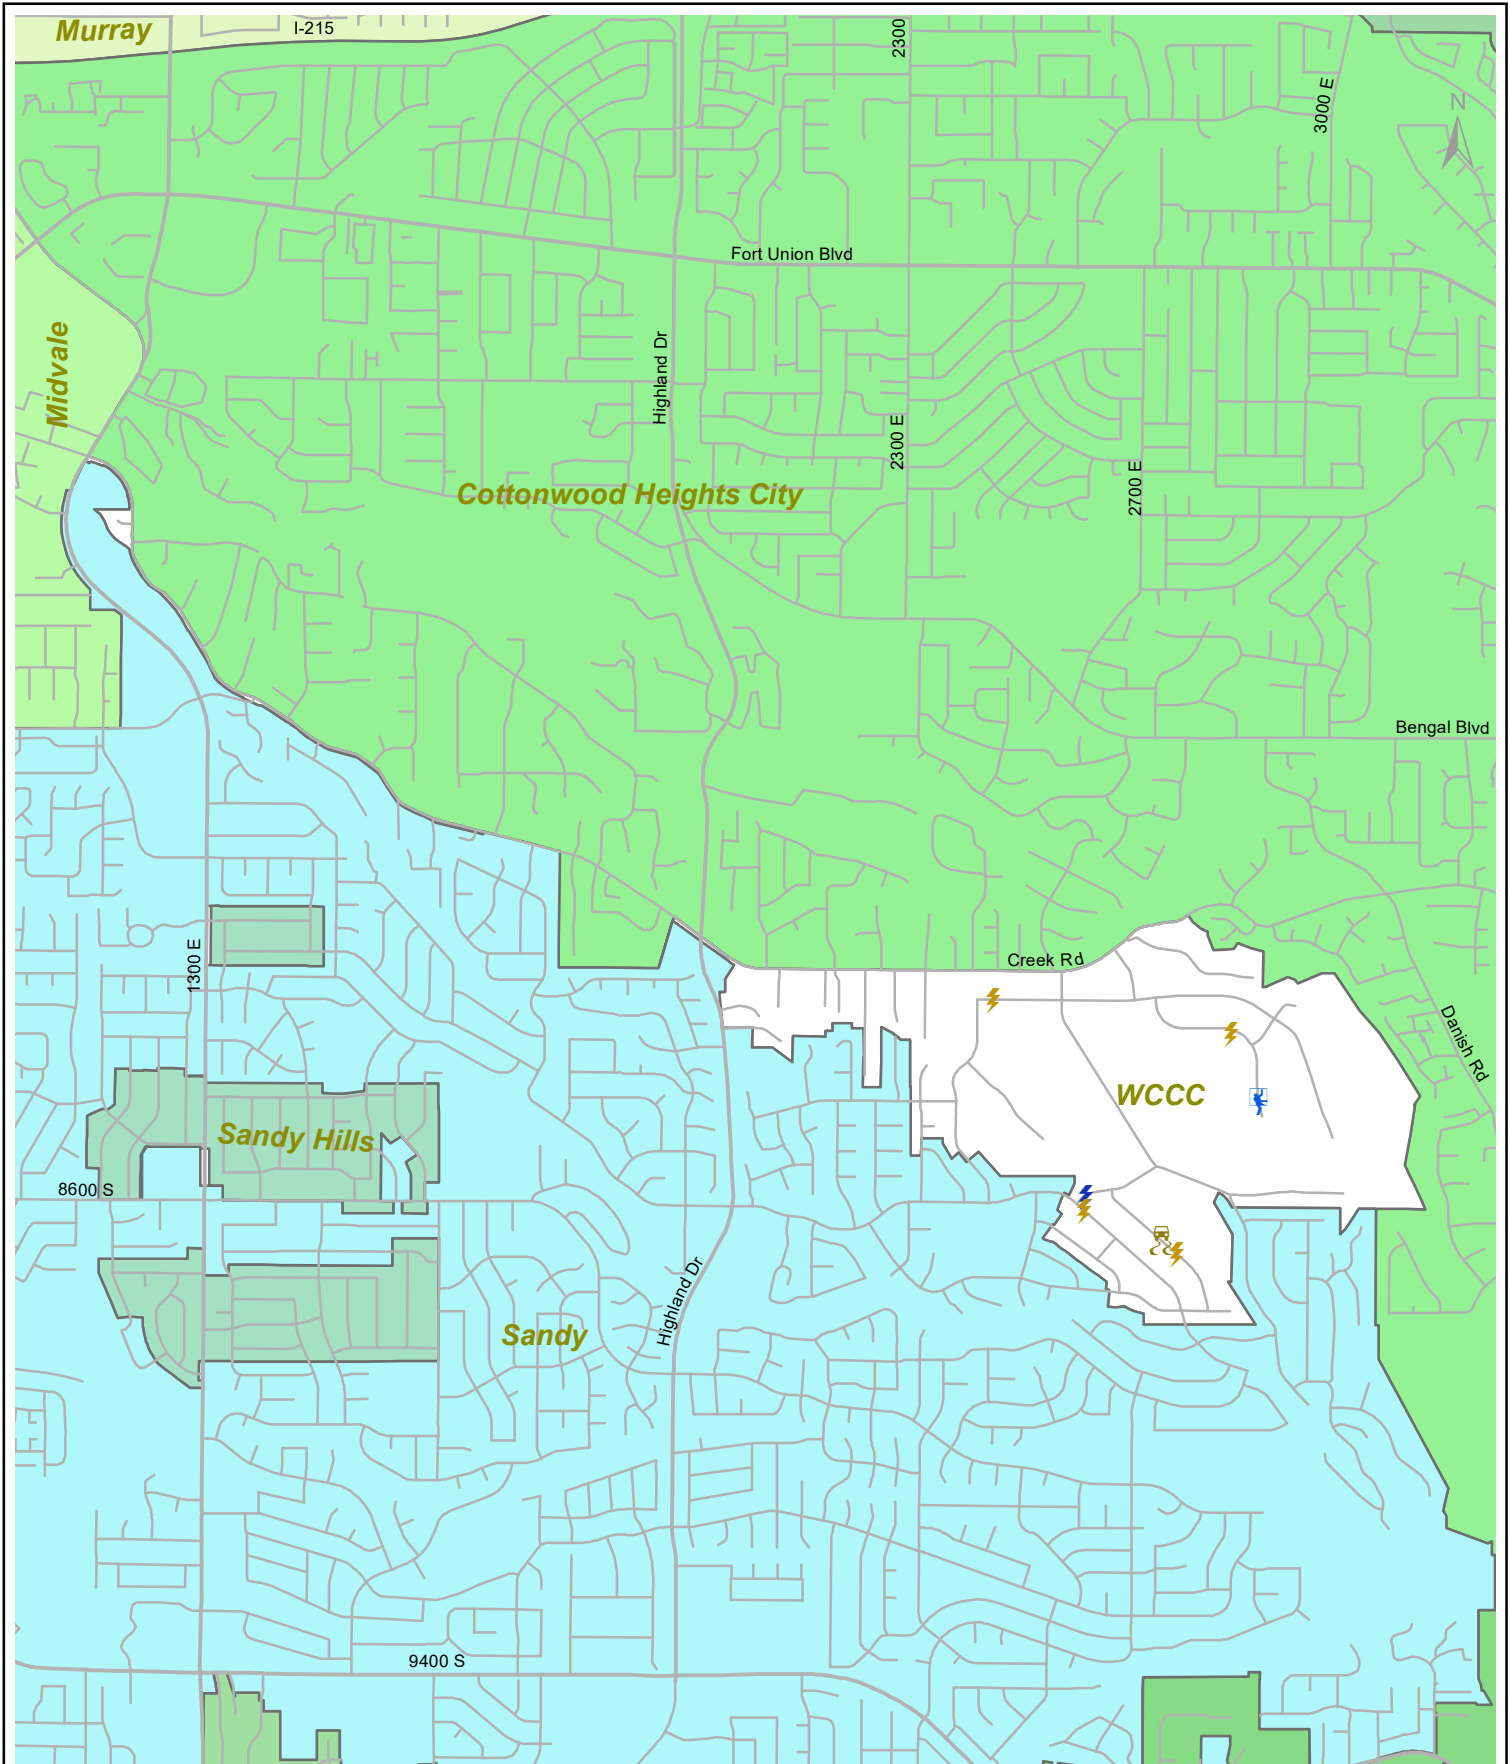 Murray
I-215
2300
3000 E
N
Fort Union Blvd
Midvale
Highland Dr
2300 E
2700 E
Cottonwood Heights City
Bengal Blvd
1300 E
Creek Rd
Danish Rd
WCCC
Sandy Hills
8600 S
Highland Dr
Sandy
9400 S